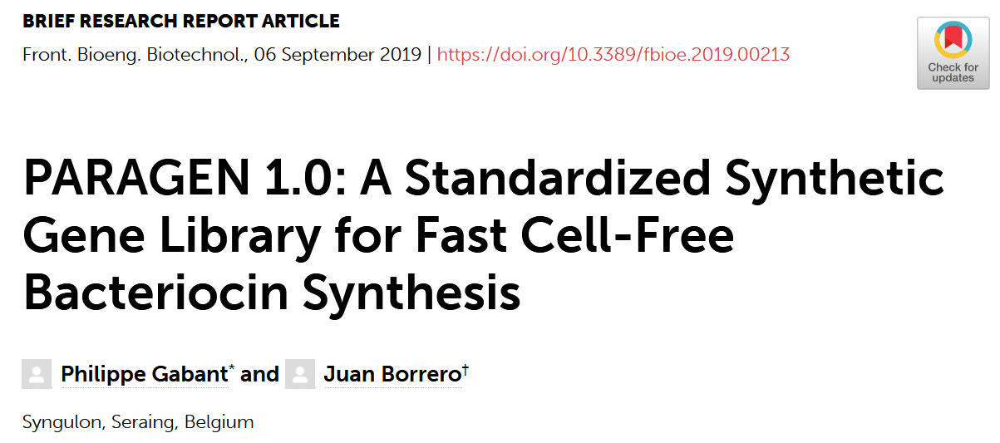 BRIEF RESEARCH REPORT ARTICLE
Front. Bioeng. Biotechnol., 06 September 2019 | https://doi.org/10.3389/fbioe.2019.00213
Check for
updates
PARAGEN 1.0: A Standardized Synthetic
Gene Library for Fast Cell-Free
Bacteriocin Synthesis
Philippe Gabant* and Juan Borrero†
Syngulon, Seraing, Belgium